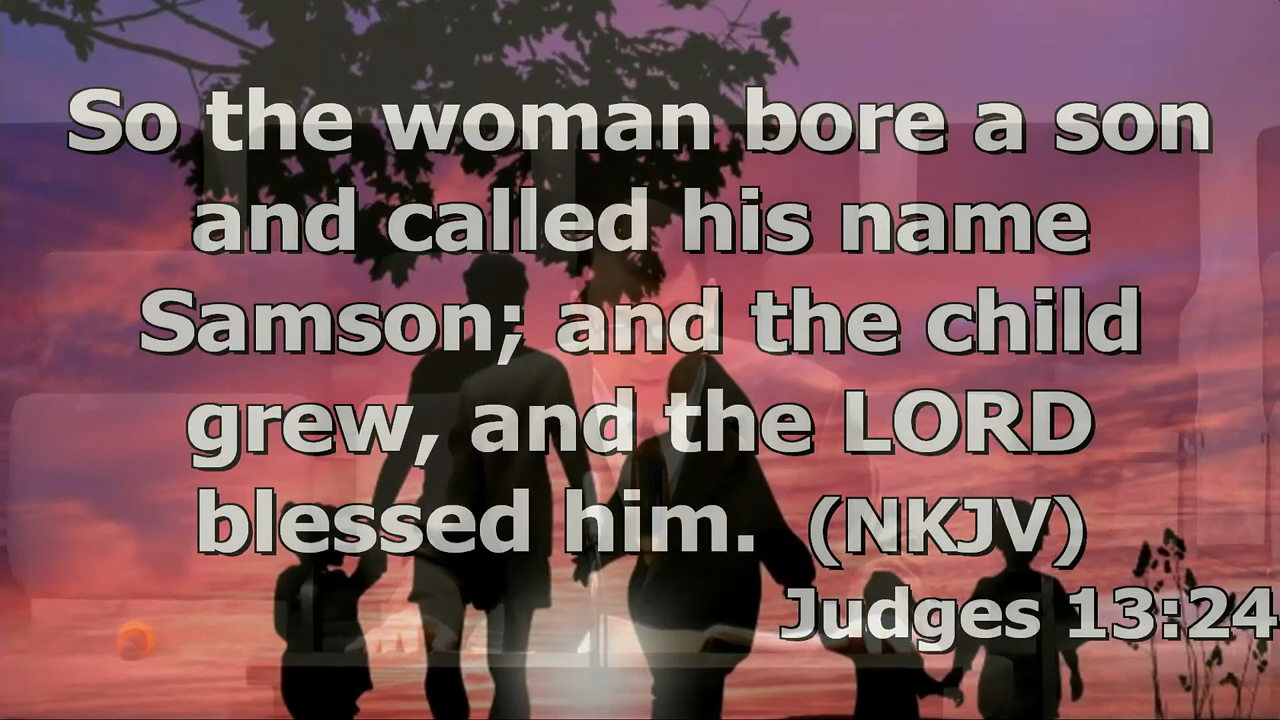 So the woman bore a son
and called his name
Samson; and the child
grew, and the LORD
blessed him. (NKJV)
Judges 13:24